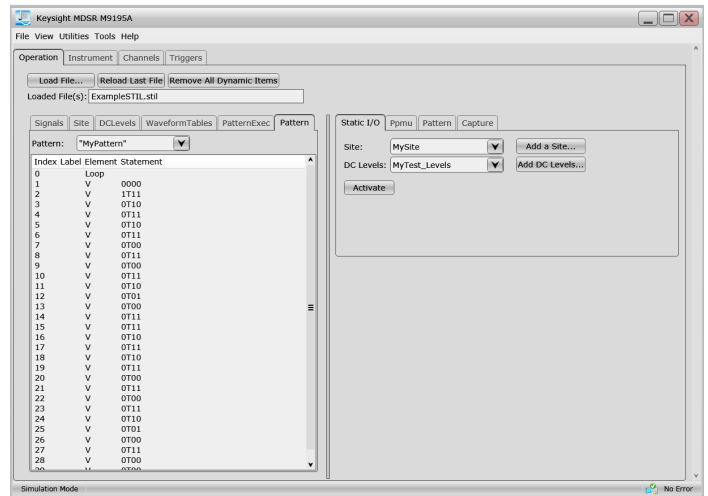 Keysight MDSR M9195A
File View Utilities Tools Help
Operation Instrument Channels Triggers
Load File... Reload Last File Remove All Dynamic Items
Loaded File(s): ExampleSTIL.stil
Signals Site DCLevels WaveformTables PatternExec Pattern
Pattern: "MyPattern"
Index Label Element Statement
0 Loop
1 V 0000
2 V 1T11
3 V 0T10
4 V 0T11
5 V 0T10
6 V 0T11
7 V 0T00
8 V 0T11
9 V 0T00
10 V 0T11
11 V 0T10
12 V 0T01
13 V 0T00
14 V 0T11
15 V 0T11
16 V 0T10
17 V 0T11
18 V 0T10
19 V 0T11
20 V 0T00
21 V 0T11
22 V 0T00
23 V 0T11
24 V 0T10
25 V 0T01
26 V 0T00
27 V 0T11
28 V 0T00
29 V 0T00
Static I/O Ppmu Pattern Capture
Site: MySite Add a Site...
DC Levels: MyTest_Levels Add DC Levels...
Activate
Simulation Mode
No Error